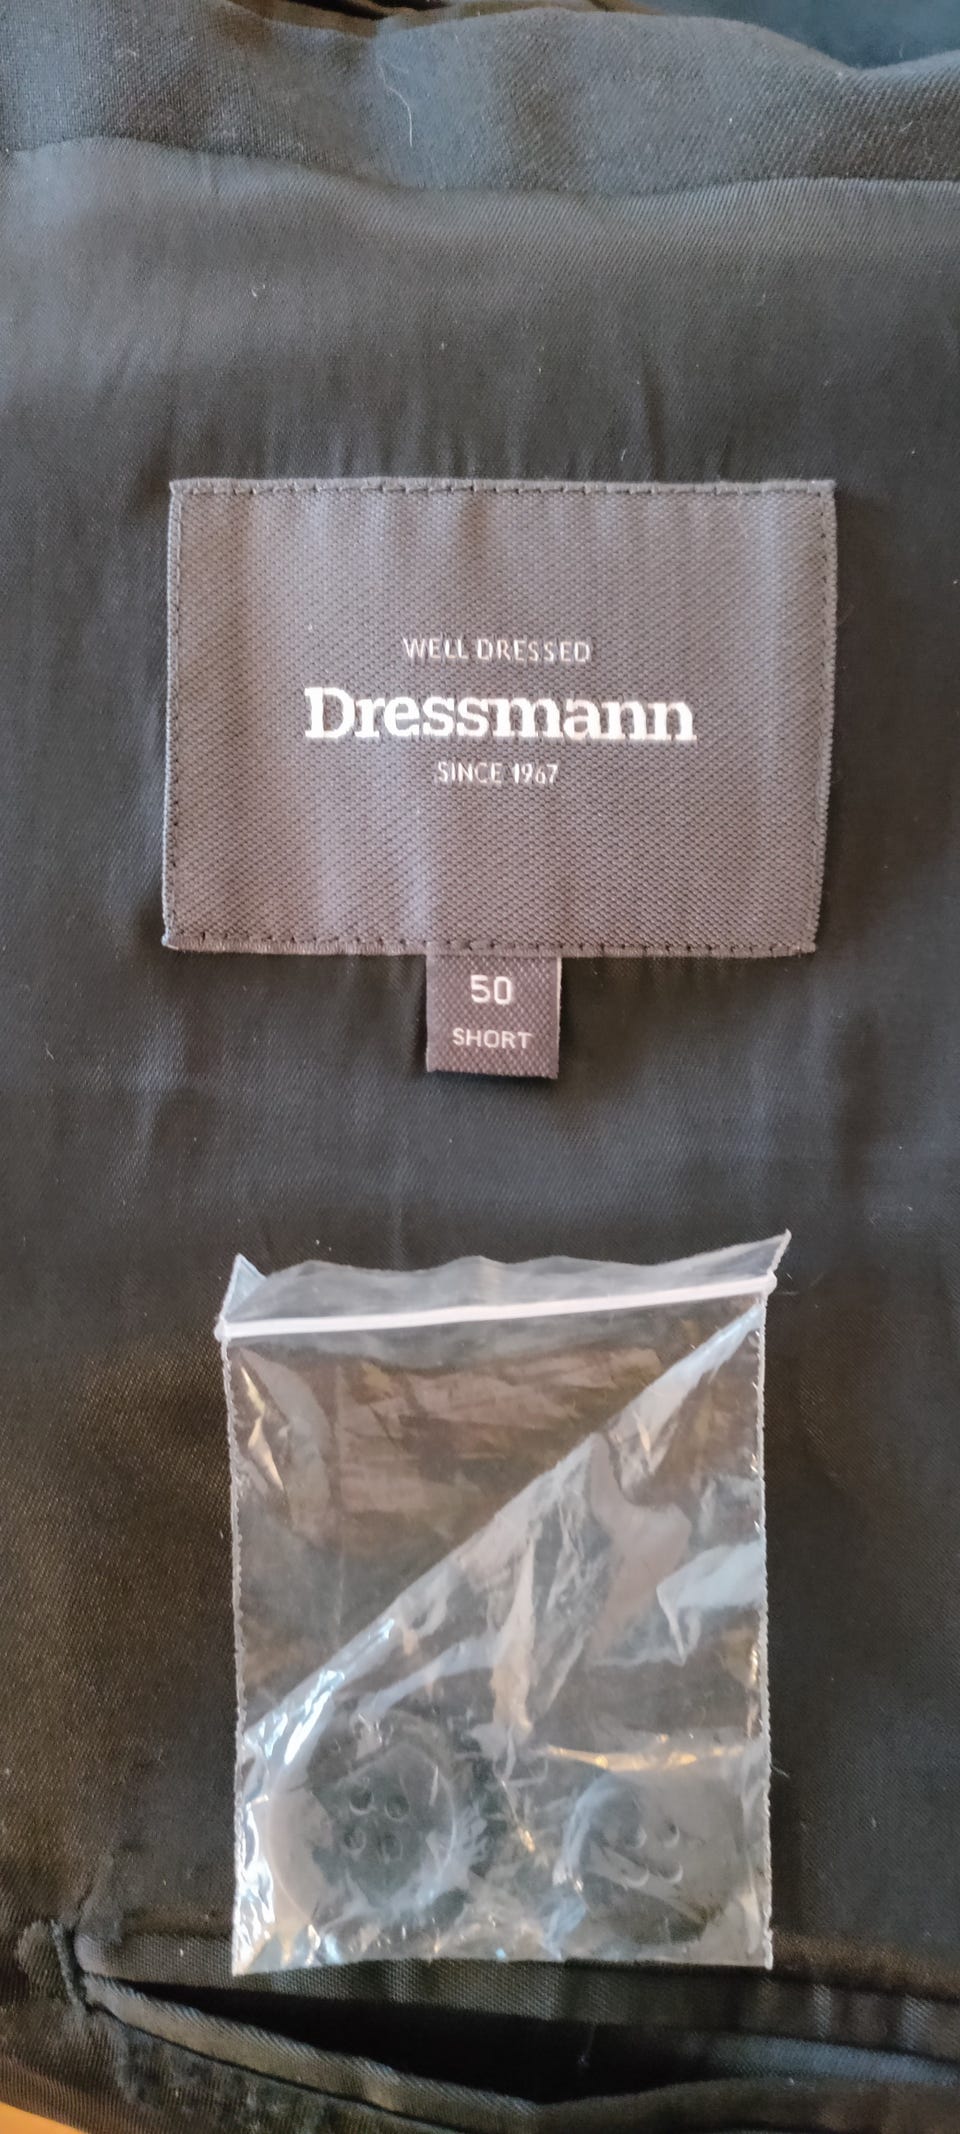 WELL DRESSED
Dressmann
SINCE 1967
50
SHORT